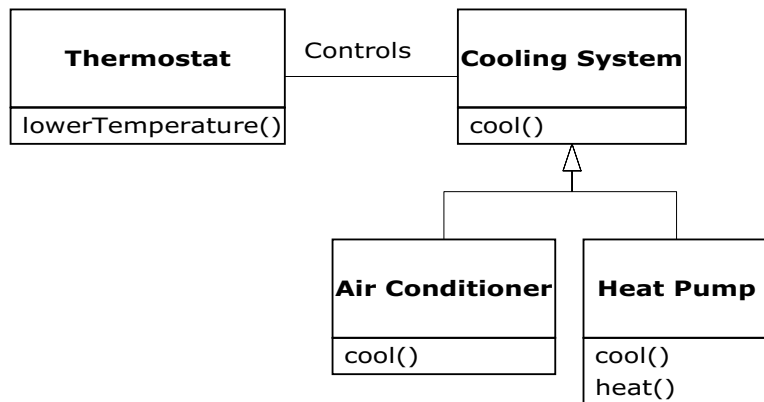 Thermostat
lowerTemperature()
Controls
Cooling System
cool()
Air Conditioner
cool()
Heat Pump
cool()
heat()